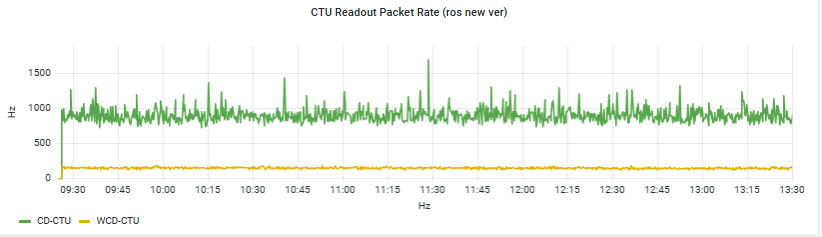 CTU Readout Packet Rate (ros new ver)
1500
1000
Hz
500
0
09:30 09:45 10:00 10:15 10:30 10:45 11:00 11:15 11:30 11:45 12:00 12:15 12:30 12:45 13:00 13:15 13:30
Hz
CD-CTU WCD-CTU